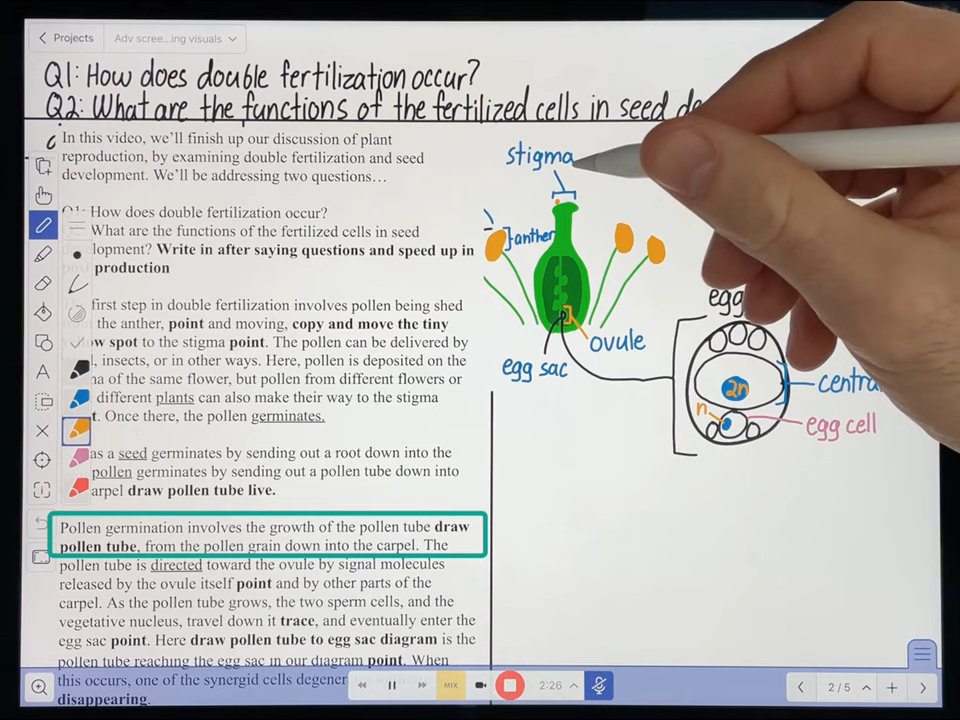 Projects
Adv scree...ing visuals
Q1: How does double fertilization occur?
Q2: What are the functions of the fertilized cells in seed de
In this video, we'll finish up our discussion of plant
reproduction, by examining double fertilization and seed
development. We'll be addressing two questions…
How does double fertilization occur?
What are the functions of the fertilized cells in seed
lopment? Write in after saying questions and speed up in
production
first step in double fertilization involves pollen being shed
the anther, point and moving, copy and move the tiny
ow spot to the stigma point. The pollen can be delivered by
, insects, or in other ways. Here, pollen is deposited on the
na of the same flower, but pollen from different flowers or
different plants can also make their way to the stigma
t. Once there, the pollen germinates.
as a seed germinates by sending out a root down into the
pollen germinates by sending out a pollen tube down into
arpel draw pollen tube live.
Pollen germination involves the growth of the pollen tube draw
pollen tube, from the pollen grain down into the carpel. The
pollen tube is directed toward the ovule by signal molecules
released by the ovule itself point and by other parts of the
carpel. As the pollen tube grows, the two sperm cells, and the
vegetative nucleus, travel down it trace, and eventually enter the
egg sac point. Here draw pollen tube to egg sac diagram is the
pollen tube reaching the egg sac in our diagram point. When
this occurs, one of the synergid cells degener
disappearing.
stigma
anther
ovule
egg sac
egg
2n
n
centra
egg cell
A
MIX
2:26
2/5